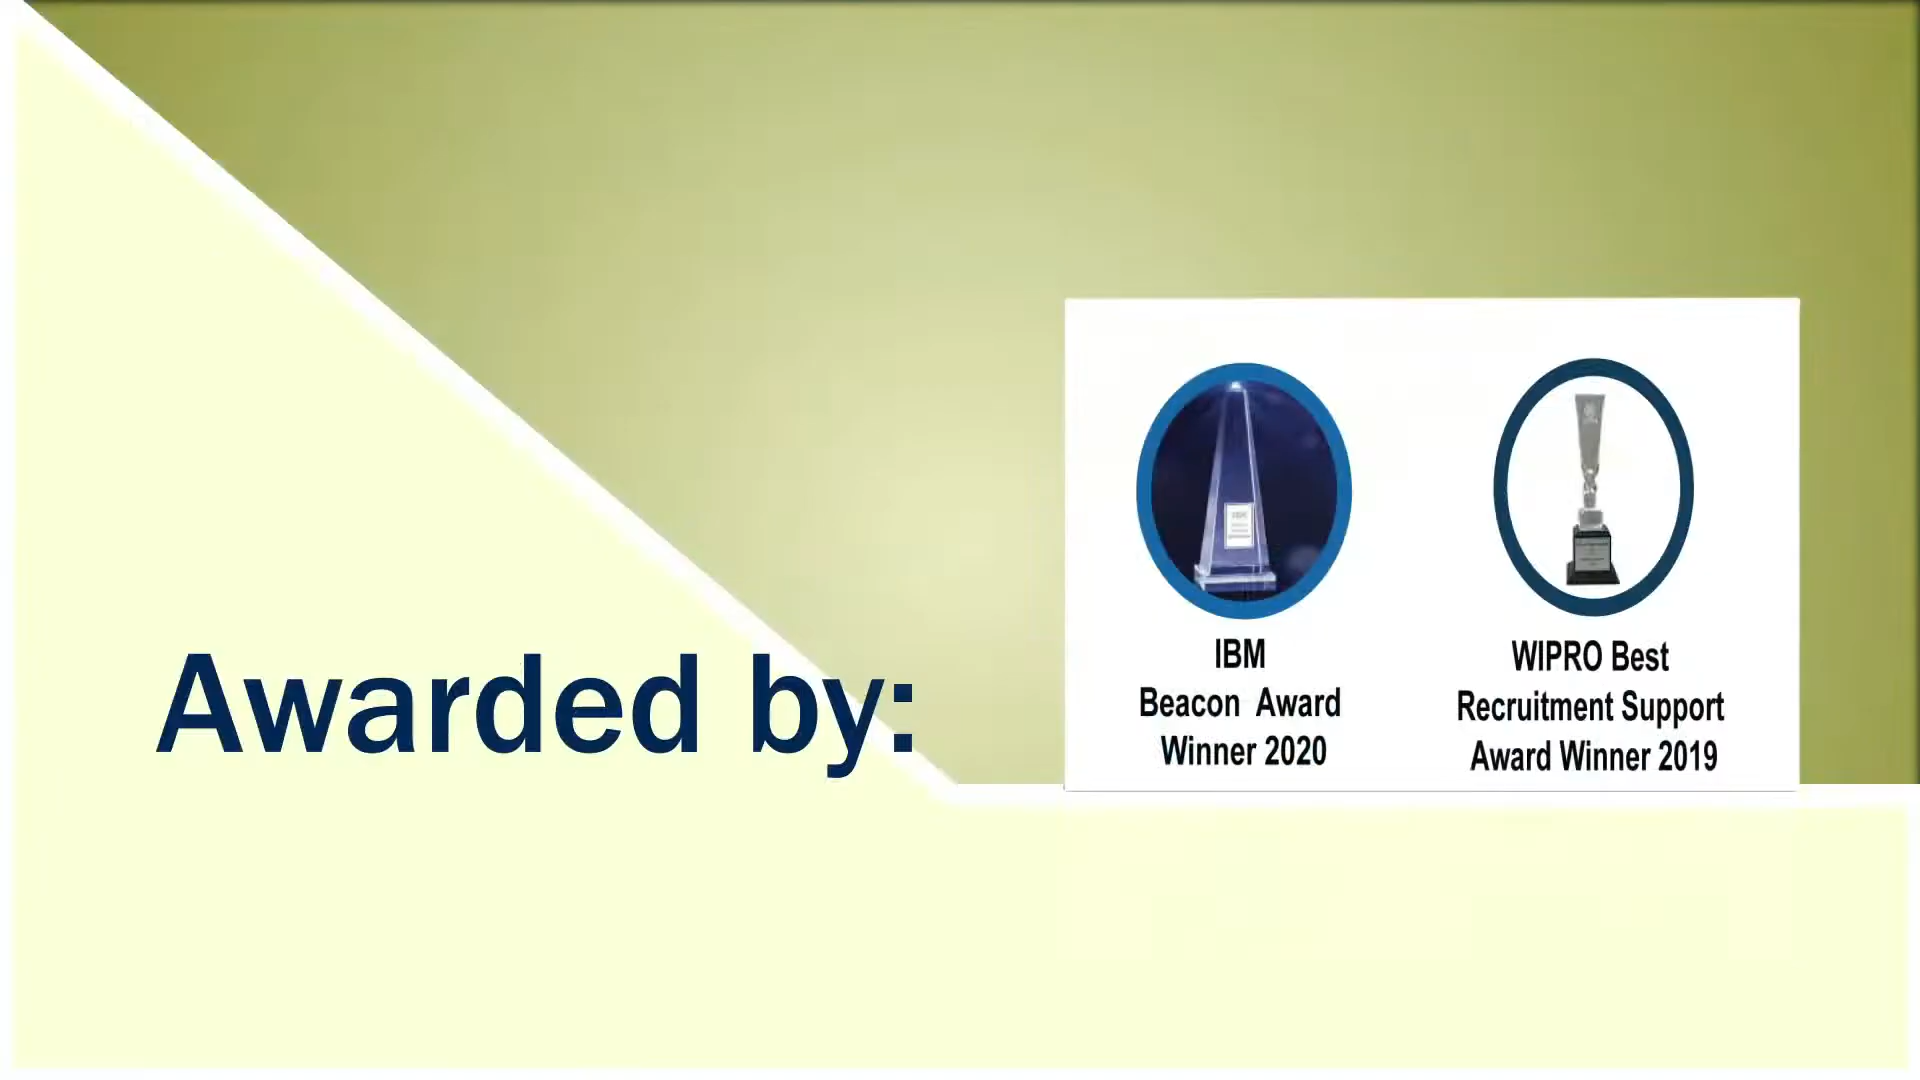 Awarded by:
IBM
Beacon Award
Winner 2020
WIPRO Best
Recruitment Support
Award Winner 2019